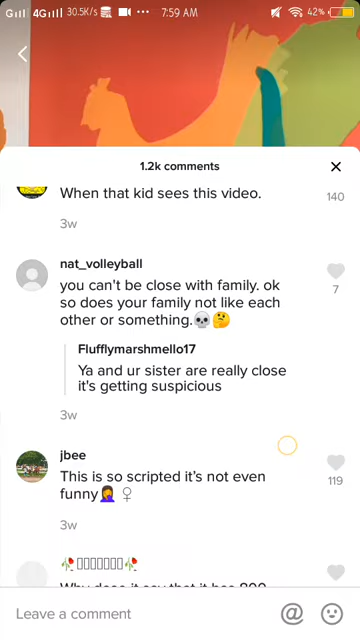 4G 30.5K/s ... 7:59 AM 42%
1.2k comments
When that kid sees this video.
140
3w
nat_volleyball
you can't be close with family. ok
so does your family not like each
other or something.💀🤔
7
Flufflymarshmello17
Ya and ur sister are really close
it's getting suspicious
3w
jbee
This is so scripted it's not even
funny🤦‍♀
119
3w
🥀▯▯▯▯▯▯▯🥀
Why does it say that it has 800
Leave a comment @